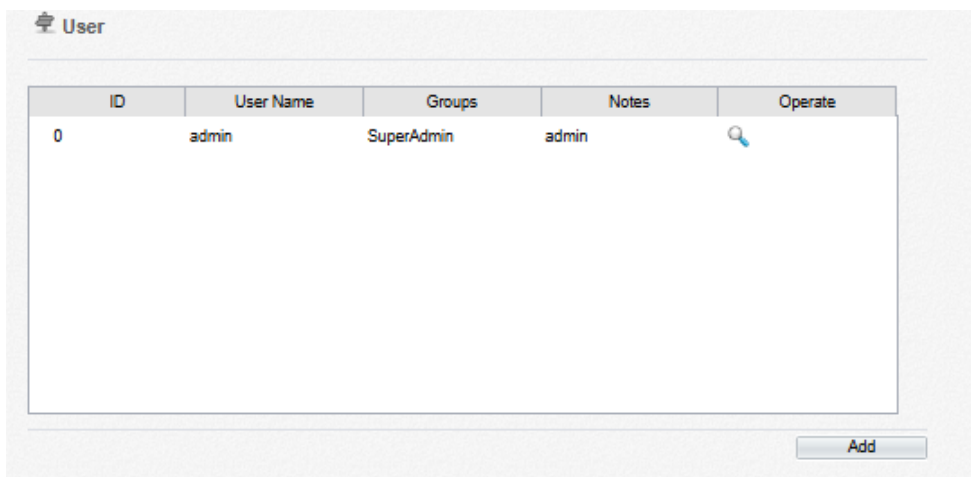 User
ID User Name Groups Notes Operate
0 admin SuperAdmin admin
Add